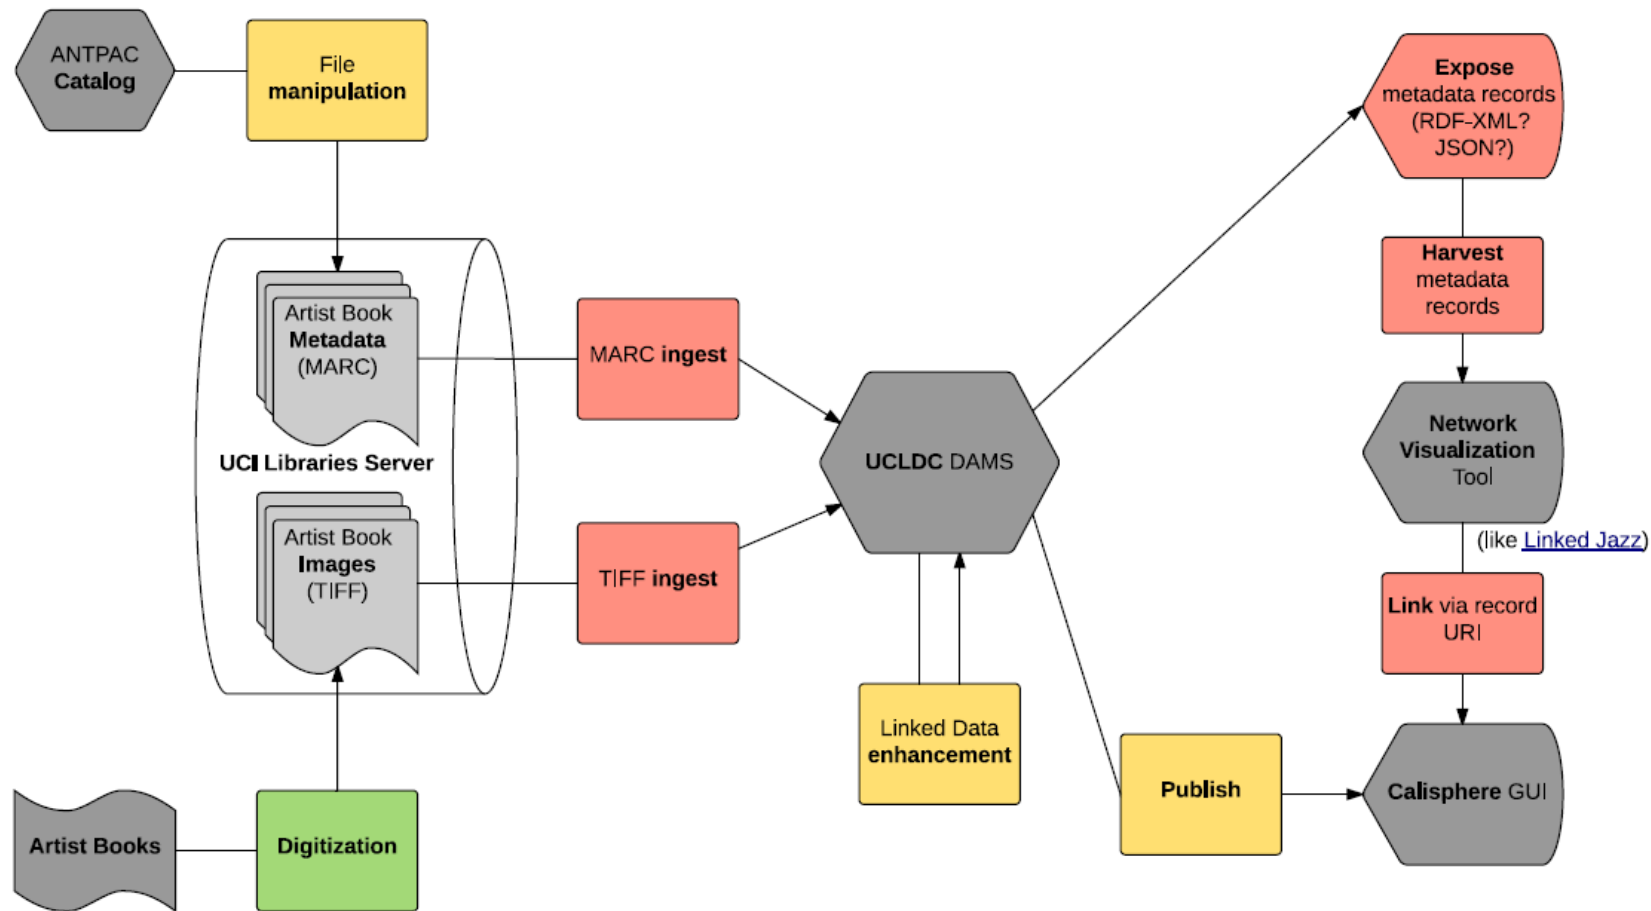 ANTPAC
Catalog
File
manipulation
Expose
metadata records
(RDF-XML?
JSON?)
Harvest
metadata
records
Artist Book
Metadata
(MARC)
MARC ingest
UCI Libraries Server
UCLDC DAMS
Network
Visualization
Tool
(like Linked Jazz)
Artist Book
Images
(TIFF)
TIFF ingest
Link via record
URI
Linked Data
enhancement
Publish
Calisphere GUI
Artist Books
Digitization